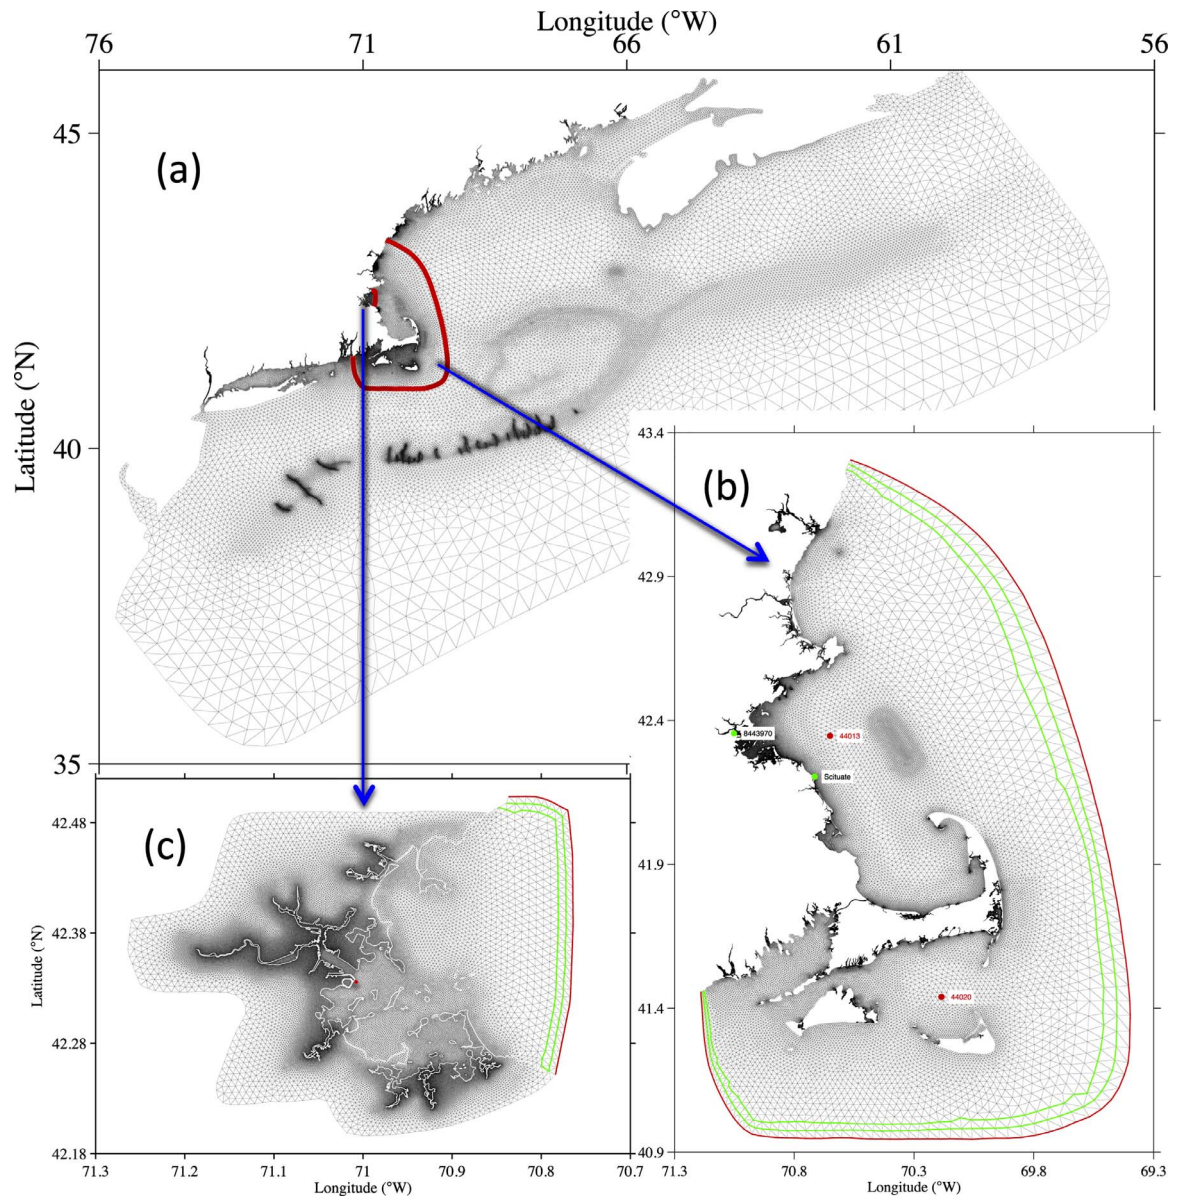 Longitude (°W)
76 71 66 61 56
45
(a)
Latitude (°N)
40
35
(b)
43.4
42.9
42.4
41.9
41.4
40.9
8443970
44013
Scituate
44020
71.3 70.8 70.3 69.8 69.3
Longitude (°W)
(c)
42.48
42.38
42.28
42.18
Latitude (°N)
71.3 71.2 71.1 71 70.9 70.8 70.7
Longitude (°W)